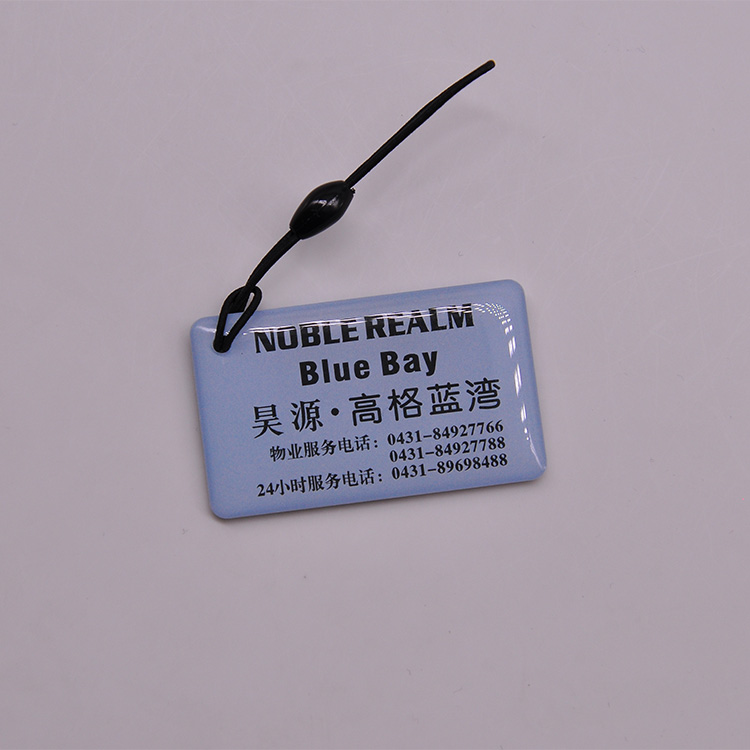 NOBLE REALM
Blue Bay
昊源·高格蓝湾
物业服务电话：0431-84927766
0431-84927788
24小时服务电话：0431-89698488